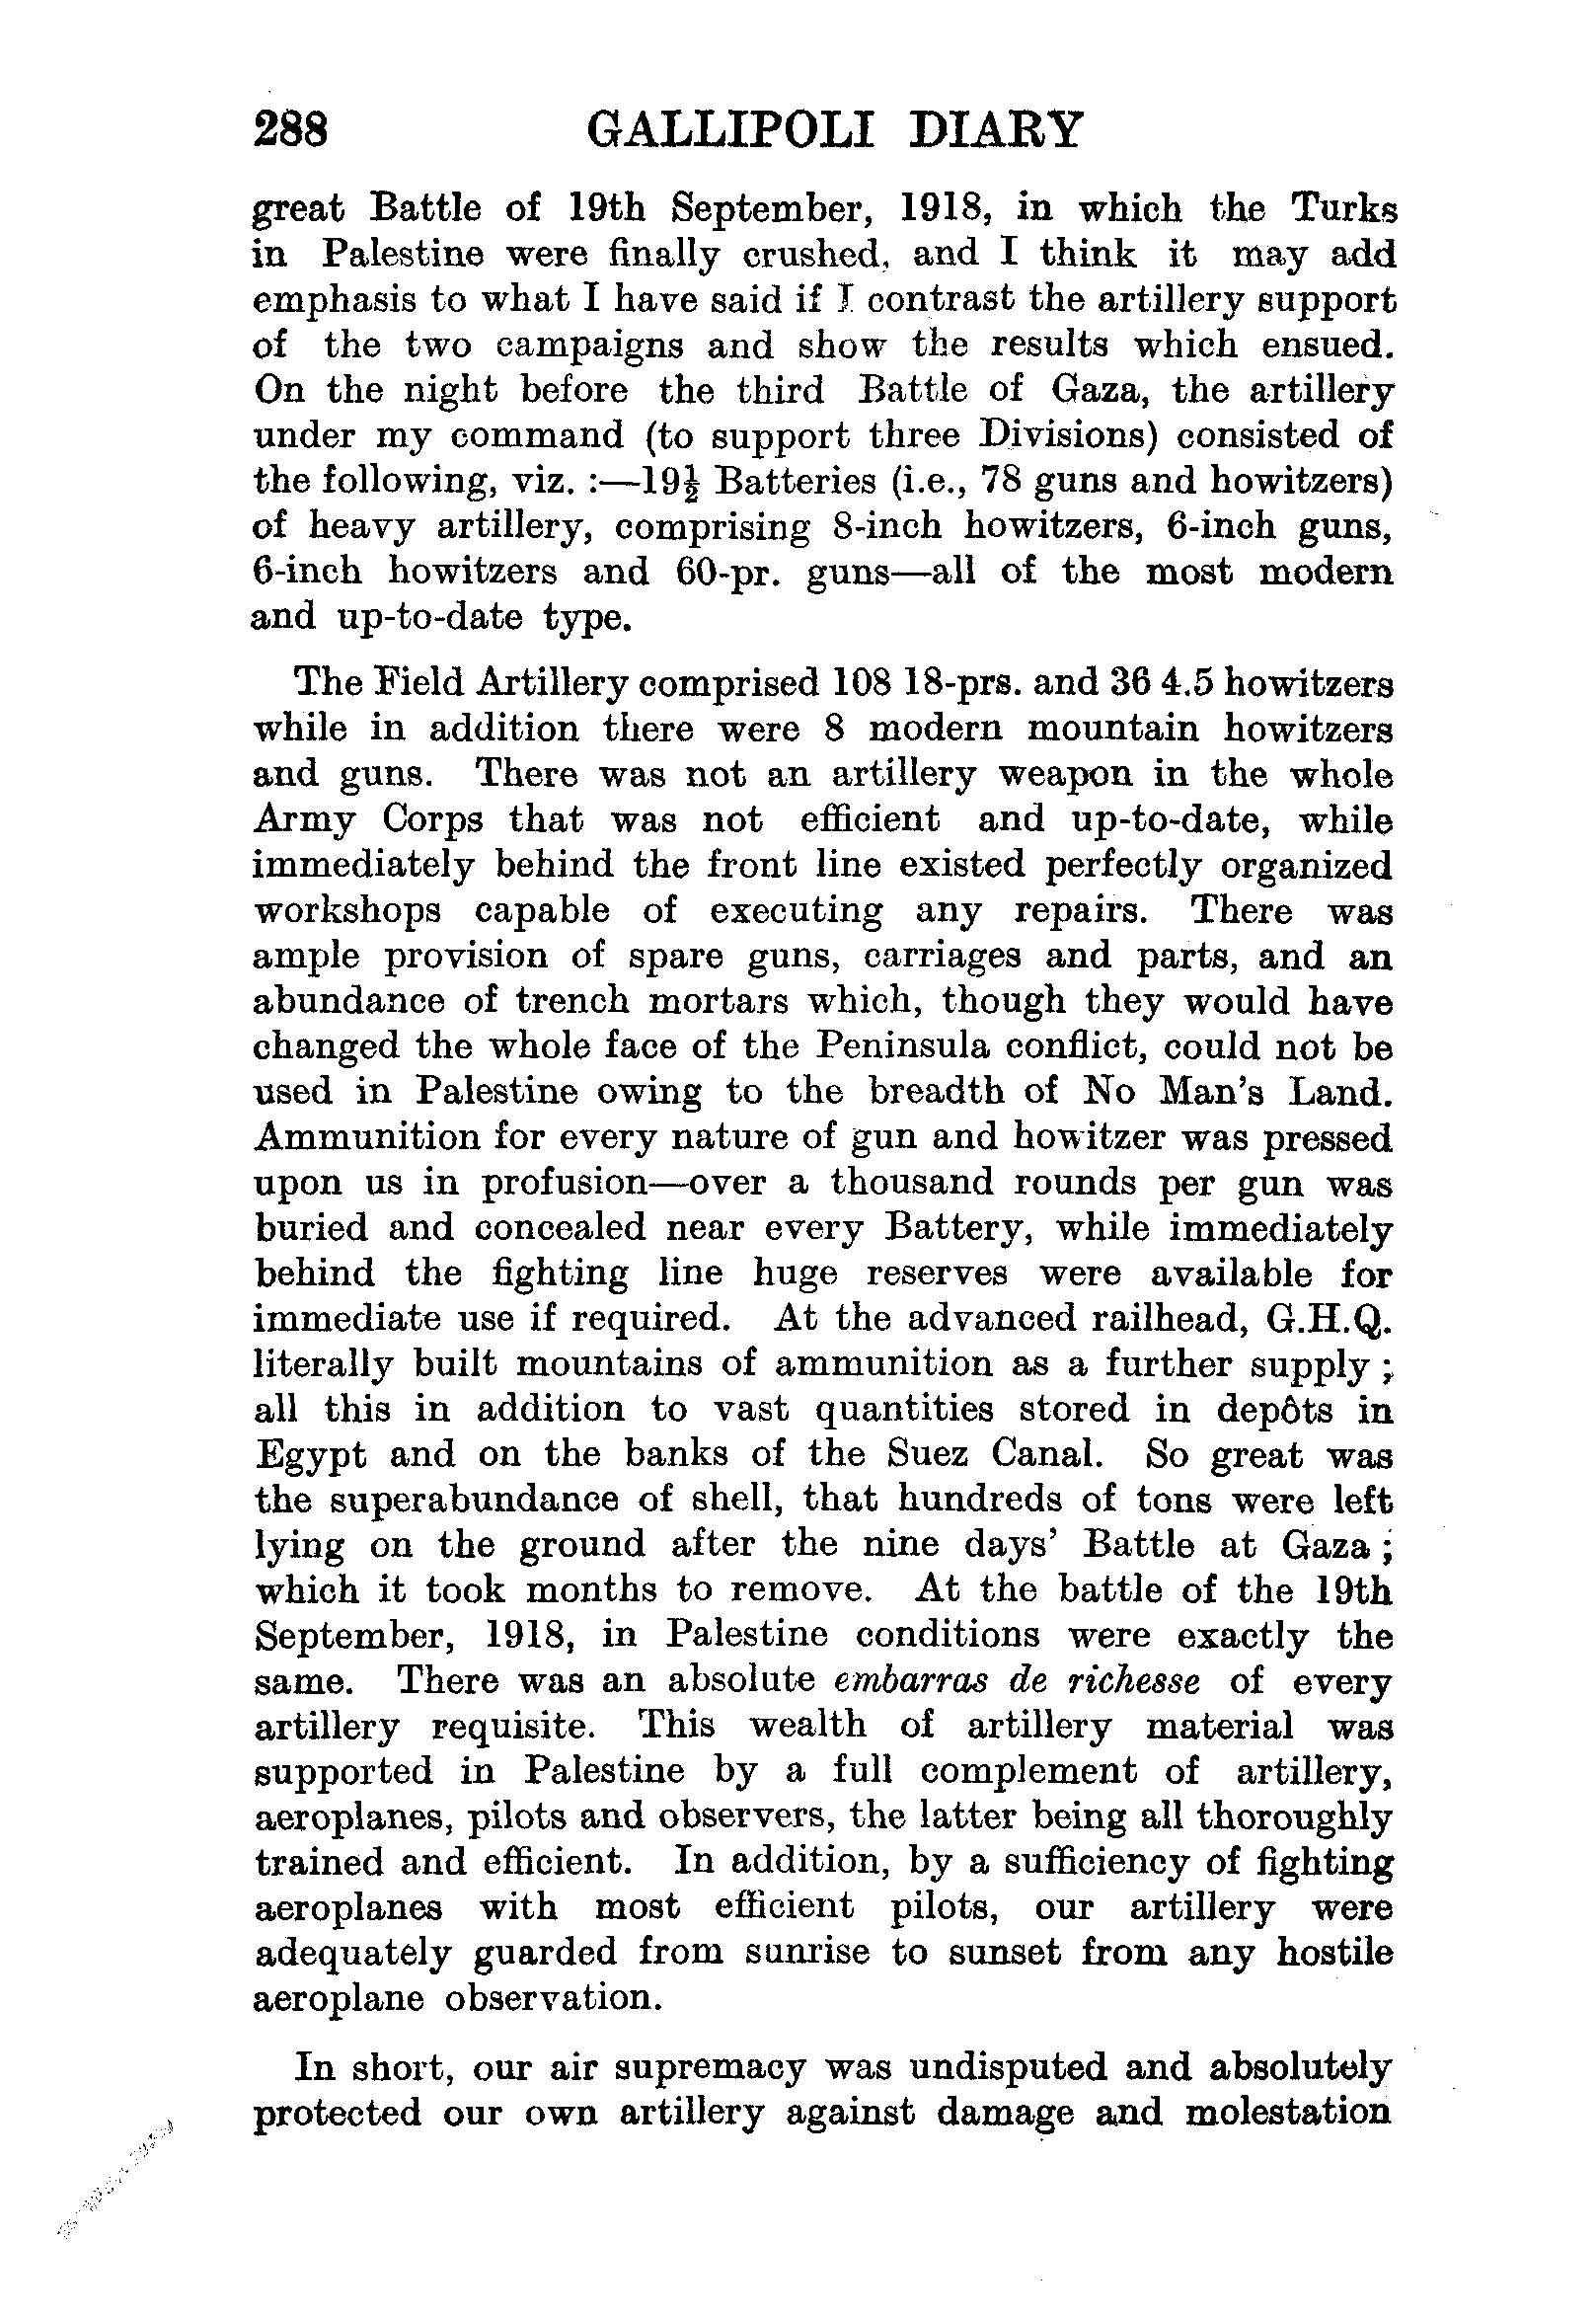 288 GALLIPOLI DIARY
great Battle of 19th September, 1918, in which the Turks
in Palestine were finally crushed, and I think it may add
emphasis to what I have said if I contrast the artillery support
of the two campaigns and show the results which ensued.
On the night before the third Battle of Gaza, the artillery
under my command (to support three Divisions) consisted of
the following, viz. :—19½ Batteries (i.e., 78 guns and howitzers)
of heavy artillery, comprising 8-inch howitzers, 6-inch guns,
6-inch howitzers and 60-pr. guns—all of the most modern
and up-to-date type.
The Field Artillery comprised 108 18-prs. and 36 4.5 howitzers
while in addition there were 8 modern mountain howitzers
and guns. There was not an artillery weapon in the whole
Army Corps that was not efficient and up-to-date, while
immediately behind the front line existed perfectly organized
workshops capable of executing any repairs. There was
ample provision of spare guns, carriages and parts, and an
abundance of trench mortars which, though they would have
changed the whole face of the Peninsula conflict, could not be
used in Palestine owing to the breadth of No Man's Land.
Ammunition for every nature of gun and howitzer was pressed
upon us in profusion—over a thousand rounds per gun was
buried and concealed near every Battery, while immediately
behind the fighting line huge reserves were available for
immediate use if required. At the advanced railhead, G.H.Q.
literally built mountains of ammunition as a further supply ;
all this in addition to vast quantities stored in depôts in
Egypt and on the banks of the Suez Canal. So great was
the superabundance of shell, that hundreds of tons were left
lying on the ground after the nine days' Battle at Gaza ;
which it took months to remove. At the battle of the 19th
September, 1918, in Palestine conditions were exactly the
same. There was an absolute embarras de richesse of every
artillery requisite. This wealth of artillery material was
supported in Palestine by a full complement of artillery,
aeroplanes, pilots and observers, the latter being all thoroughly
trained and efficient. In addition, by a sufficiency of fighting
aeroplanes with most efficient pilots, our artillery were
adequately guarded from sunrise to sunset from any hostile
aeroplane observation.
In short, our air supremacy was undisputed and absolutely
protected our own artillery against damage and molestation